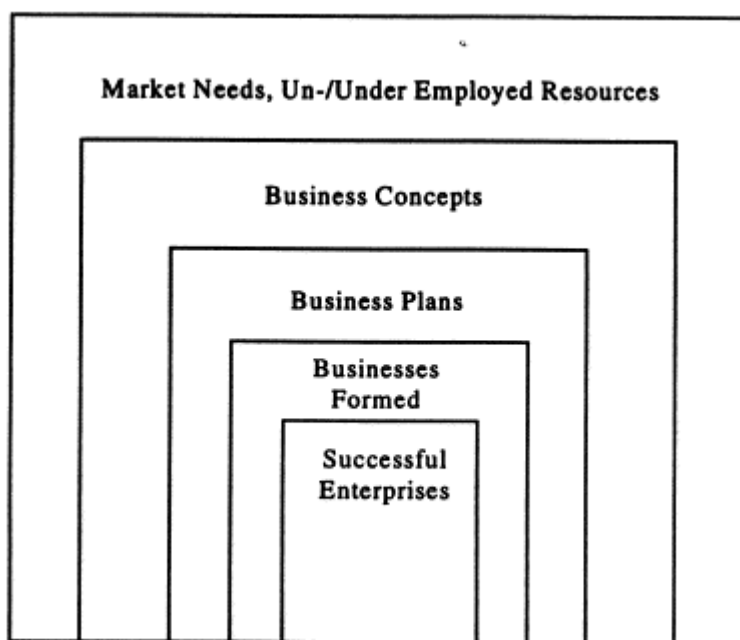 Market Needs, Un-/Under Employed Resources
Business Concepts
Business Plans
Businesses
Formed
Successful
Enterprises